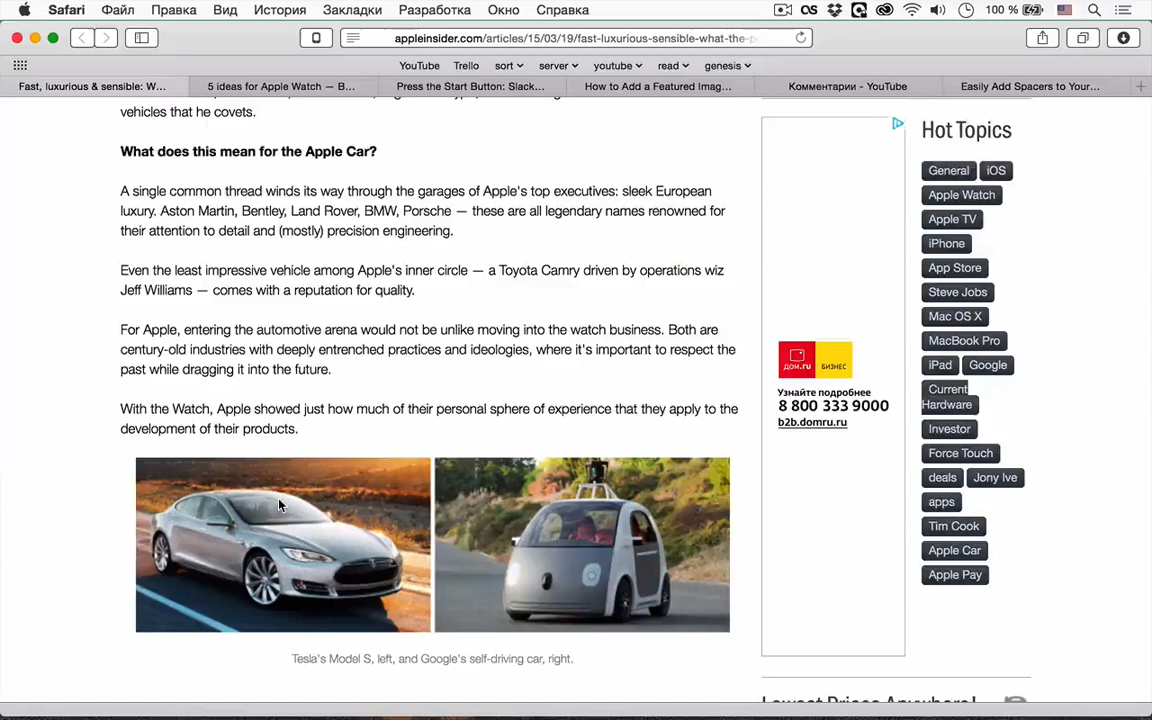 Safari Файл Правка Вид История Закладки Разработка Окно Справка 100 %
appleinsider.com/articles/15/03/19/fast-luxurious-sensible-what-the-p
YouTube Trello sort server youtube read genesis
Fast, luxurious & sensible: W... 5 ideas for Apple Watch — B... Press the Start Button: Slack... How to Add a Featured Imag... Комментарии - YouTube Easily Add Spacers to Your...
vehicles that he covets.
What does this mean for the Apple Car?
A single common thread winds its way through the garages of Apple's top executives: sleek European
luxury. Aston Martin, Bentley, Land Rover, BMW, Porsche — these are all legendary names renowned for
their attention to detail and (mostly) precision engineering.
Even the least impressive vehicle among Apple's inner circle — a Toyota Camry driven by operations wiz
Jeff Williams — comes with a reputation for quality.
For Apple, entering the automotive arena would not be unlike moving into the watch business. Both are
century-old industries with deeply entrenched practices and ideologies, where it's important to respect the
past while dragging it into the future.
With the Watch, Apple showed just how much of their personal sphere of experience that they apply to the
development of their products.
Tesla's Model S, left, and Google's self-driving car, right.
дом.ru БИЗНЕС
Узнайте подробнее
8 800 333 9000
b2b.domru.ru
Hot Topics
General iOS
Apple Watch
Apple TV
iPhone
App Store
Steve Jobs
Mac OS X
MacBook Pro
iPad Google
Current
Hardware
Investor
Force Touch
deals Jony Ive
apps
Tim Cook
Apple Car
Apple Pay
Lowest Prices Anywhere!